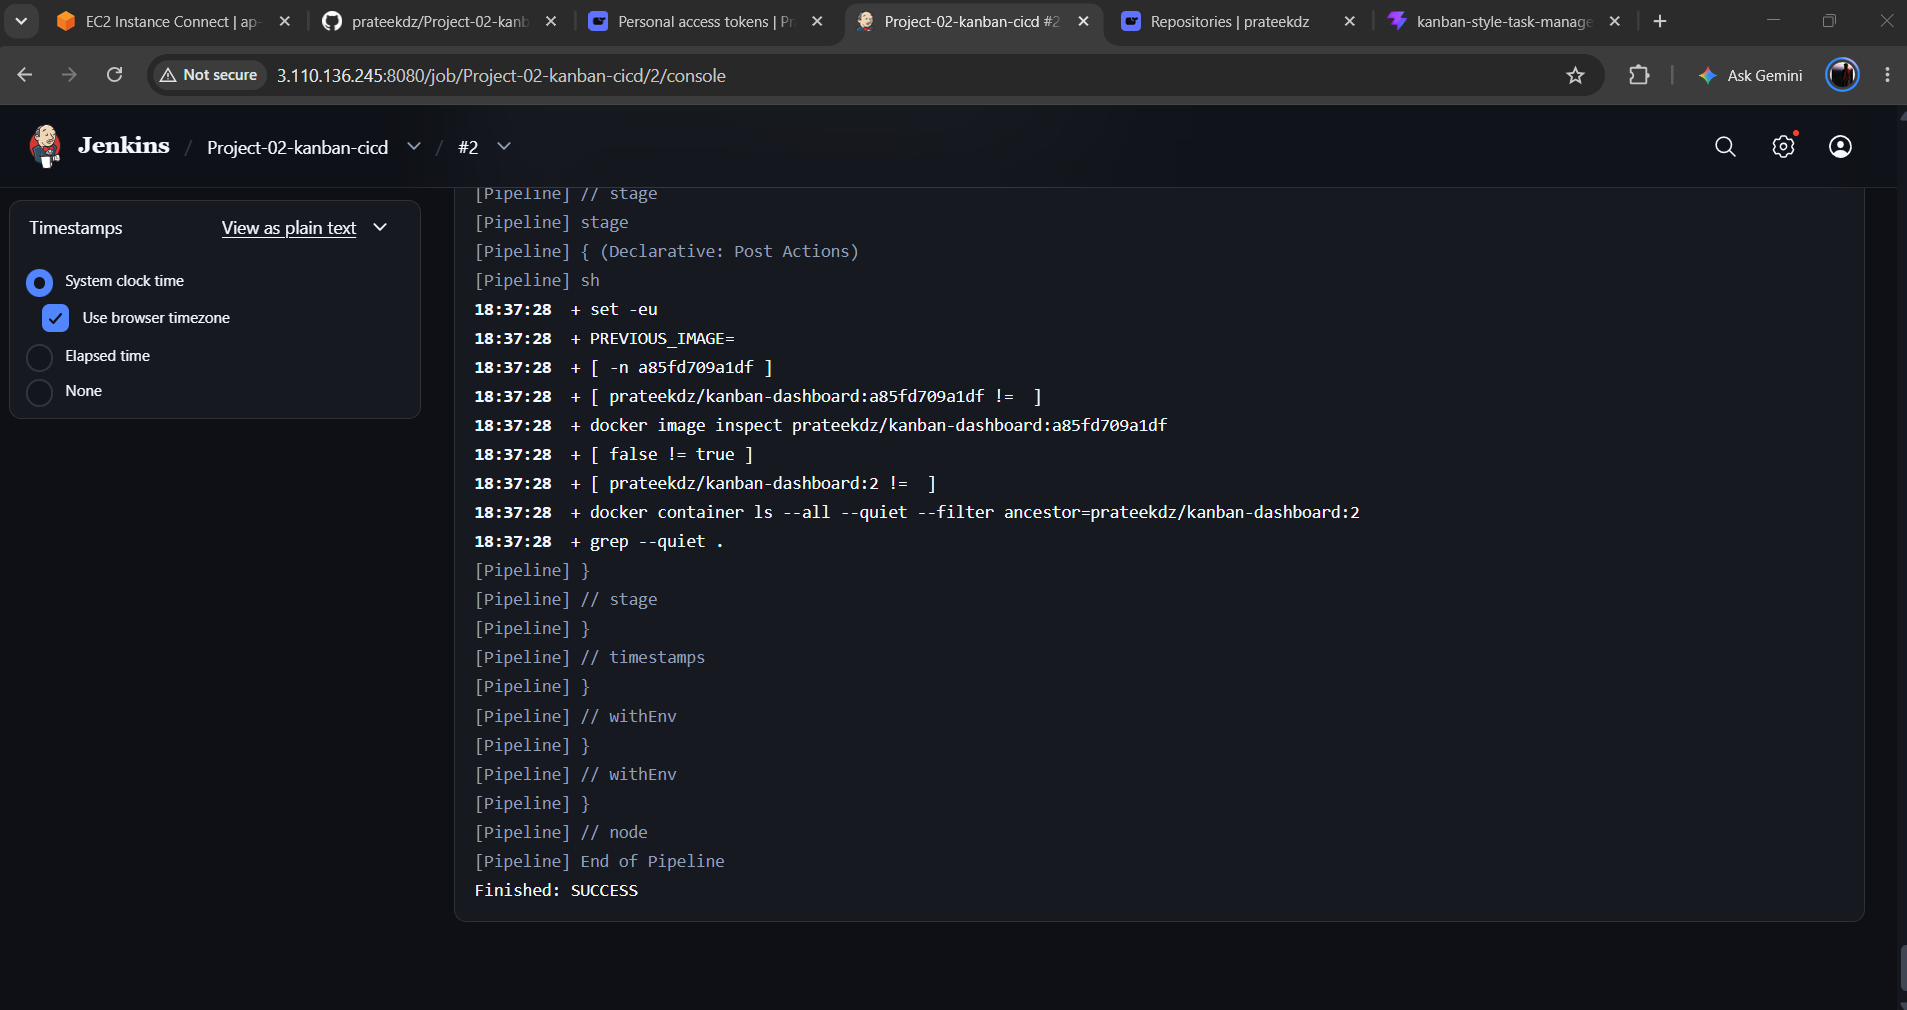 EC2 Instance Connect | ap-
prateekdz/Project-02-kanb
Personal access tokens | Pr
Project-02-kanban-cicd #2
Repositories | prateekdz
kanban-style-task-manage
Not secure
3.110.136.245:8080/job/Project-02-kanban-cicd/2/console
Ask Gemini
Jenkins / Project-02-kanban-cicd / #2
Timestamps
View as plain text
System clock time
Use browser timezone
Elapsed time
None
[Pipeline] // stage
[Pipeline] stage
[Pipeline] { (Declarative: Post Actions)
[Pipeline] sh
18:37:28 + set -eu
18:37:28 + PREVIOUS_IMAGE=
18:37:28 + [ -n a85fd709a1df ]
18:37:28 + [ prateekdz/kanban-dashboard:a85fd709a1df !=  ]
18:37:28 + docker image inspect prateekdz/kanban-dashboard:a85fd709a1df
18:37:28 + [ false != true ]
18:37:28 + [ prateekdz/kanban-dashboard:2 !=  ]
18:37:28 + docker container ls --all --quiet --filter ancestor=prateekdz/kanban-dashboard:2
18:37:28 + grep --quiet .
[Pipeline] }
[Pipeline] // stage
[Pipeline] }
[Pipeline] // timestamps
[Pipeline] }
[Pipeline] // withEnv
[Pipeline] }
[Pipeline] // withEnv
[Pipeline] }
[Pipeline] // node
[Pipeline] End of Pipeline
Finished: SUCCESS